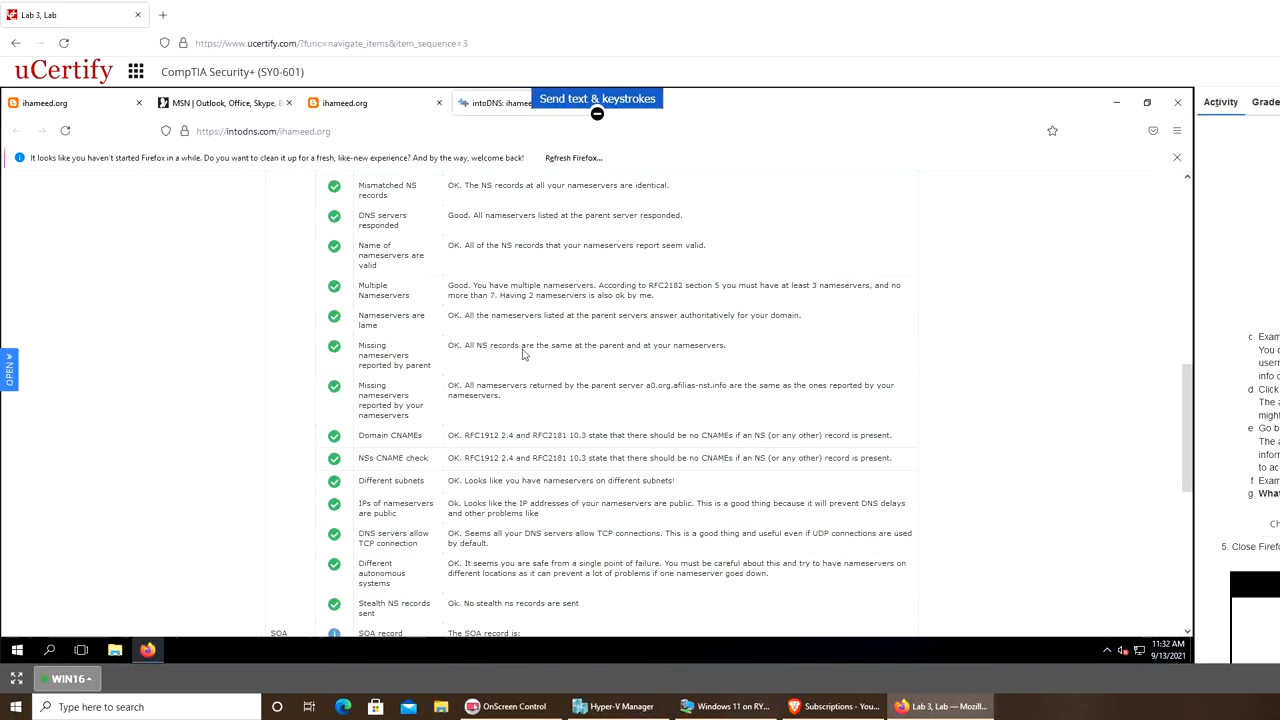 Lab 3, Lab
https://www.ucertify.com/?func=navigate_items&item_sequence=3
uCertify
CompTIA Security+ (SY0-601)
ihameed.org
MSN | Outlook, Office, Skype, B
ihameed.org
intoDNS: ihamee
Send text & keystrokes
Activity
Grade
https://intodns.com/ihameed.org
It looks like you haven't started Firefox in a while. Do you want to clean it up for a fresh, like-new experience? And by the way, welcome back!
Refresh Firefox...
Mismatched NS
records
OK. The NS records at all your nameservers are identical.
DNS servers
responded
Good. All nameservers listed at the parent server responded.
Name of
nameservers are
valid
OK. All of the NS records that your nameservers report seem valid.
Multiple
Nameservers
Good. You have multiple nameservers. According to RFC2182 section 5 you must have at least 3 nameservers, and no
more than 7. Having 2 nameservers is also ok by me.
Nameservers are
lame
OK. All the nameservers listed at the parent servers answer authoritatively for your domain.
Missing
nameservers
reported by parent
OK. All NS records are the same at the parent and at your nameservers.
Missing
nameservers
reported by your
nameservers
OK. All nameservers returned by the parent server a0.org.afilias-nst.info are the same as the ones reported by your
nameservers.
Domain CNAMEs
OK. RFC1912 2.4 and RFC2181 10.3 state that there should be no CNAMEs if an NS (or any other) record is present.
NSs CNAME check
OK. RFC1912 2.4 and RFC2181 10.3 state that there should be no CNAMEs if an NS (or any other) record is present.
Different subnets
OK. Looks like you have nameservers on different subnets!
IPs of nameservers
are public
Ok. Looks like the IP addresses of your nameservers are public. This is a good thing because it will prevent DNS delays
and other problems like
DNS servers allow
TCP connection
OK. Seems all your DNS servers allow TCP connections. This is a good thing and useful even if UDP connections are used
by default.
Different
autonomous
systems
OK. It seems you are safe from a single point of failure. You must be careful about this and try to have nameservers on
different locations as it can prevent a lot of problems if one nameserver goes down.
Stealth NS records
sent
Ok. No stealth ns records are sent
SOA
SOA record
The SOA record is:
OPEN
c. Exam
You c
usern
info o
d. Click
The a
might
e. Go b
The a
inform
to ac
f. Exam
g. What
Ch
5. Close Firefo
11:32 AM
9/13/2021
WIN16
Type here to search
OnScreen Control
Hyper-V Manager
Windows 11 on RY...
Subscriptions - You...
Lab 3, Lab — Mozill...